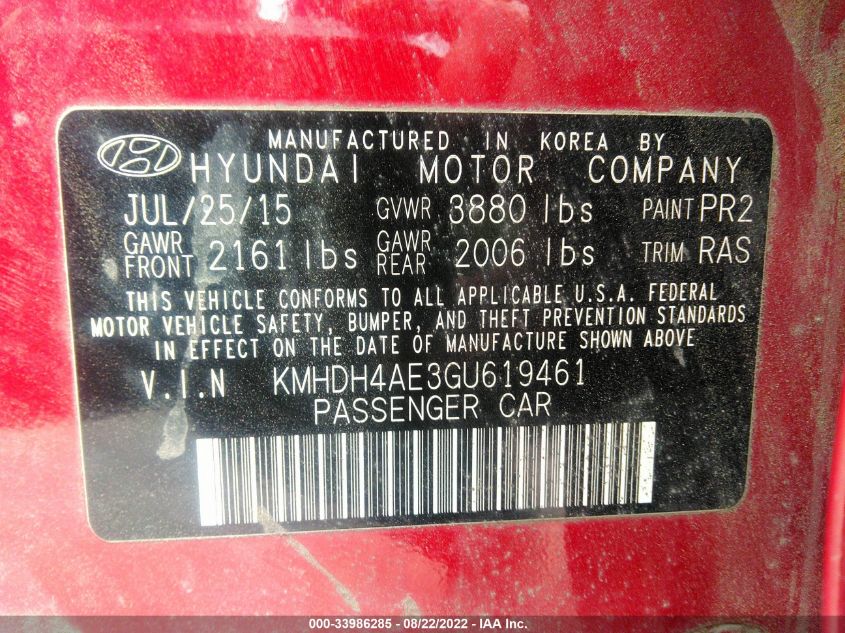 MANUFACTURED IN KOREA BY
HYUNDAI MOTOR COMPANY
JUL/25/15 GVWR 3880 lbs PAINT PR2
GAWR FRONT 2161 lbs GAWR REAR 2006 lbs TRIM RAS
THIS VEHICLE CONFORMS TO ALL APPLICABLE U.S.A. FEDERAL
MOTOR VEHICLE SAFETY, BUMPER, AND THEFT PREVENTION STANDARDS
IN EFFECT ON THE DATE OF MANUFACTURE SHOWN ABOVE
V.I.N KMHDH4AE3GU619461
PASSENGER CAR
000-33986285 - 08/22/2022 - IAA Inc.